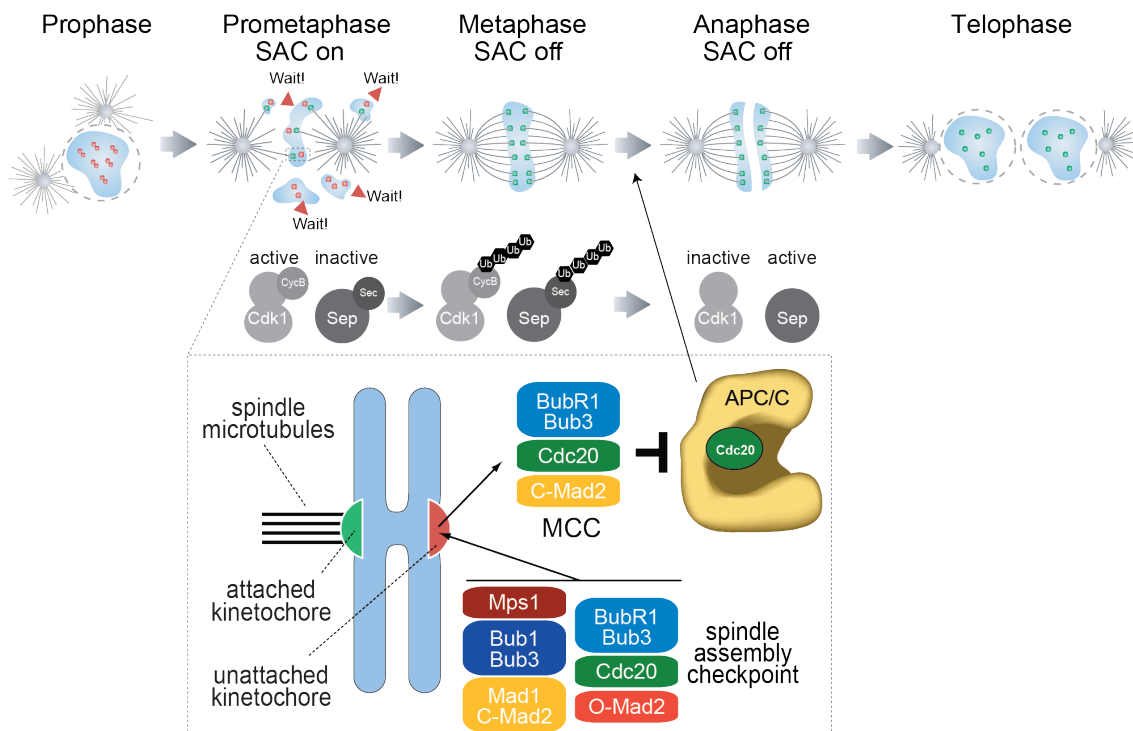 Prophase
Prometaphase
SAC on
Metaphase
SAC off
Anaphase
SAC off
Telophase
Wait!
Wait!
Wait!
Wait!
active
inactive
CycB
Cdk1
Sec
Sep
Ub
Ub
Ub
Ub
CycB
Cdk1
Ub
Ub
Ub
Ub
Sec
Sep
inactive
active
Cdk1
Sep
spindle
microtubules
attached
kinetochore
unattached
kinetochore
BubR1
Bub3
Cdc20
C-Mad2
MCC
APC/C
Cdc20
Mps1
Bub1
Bub3
Mad1
C-Mad2
BubR1
Bub3
Cdc20
O-Mad2
spindle
assembly
checkpoint